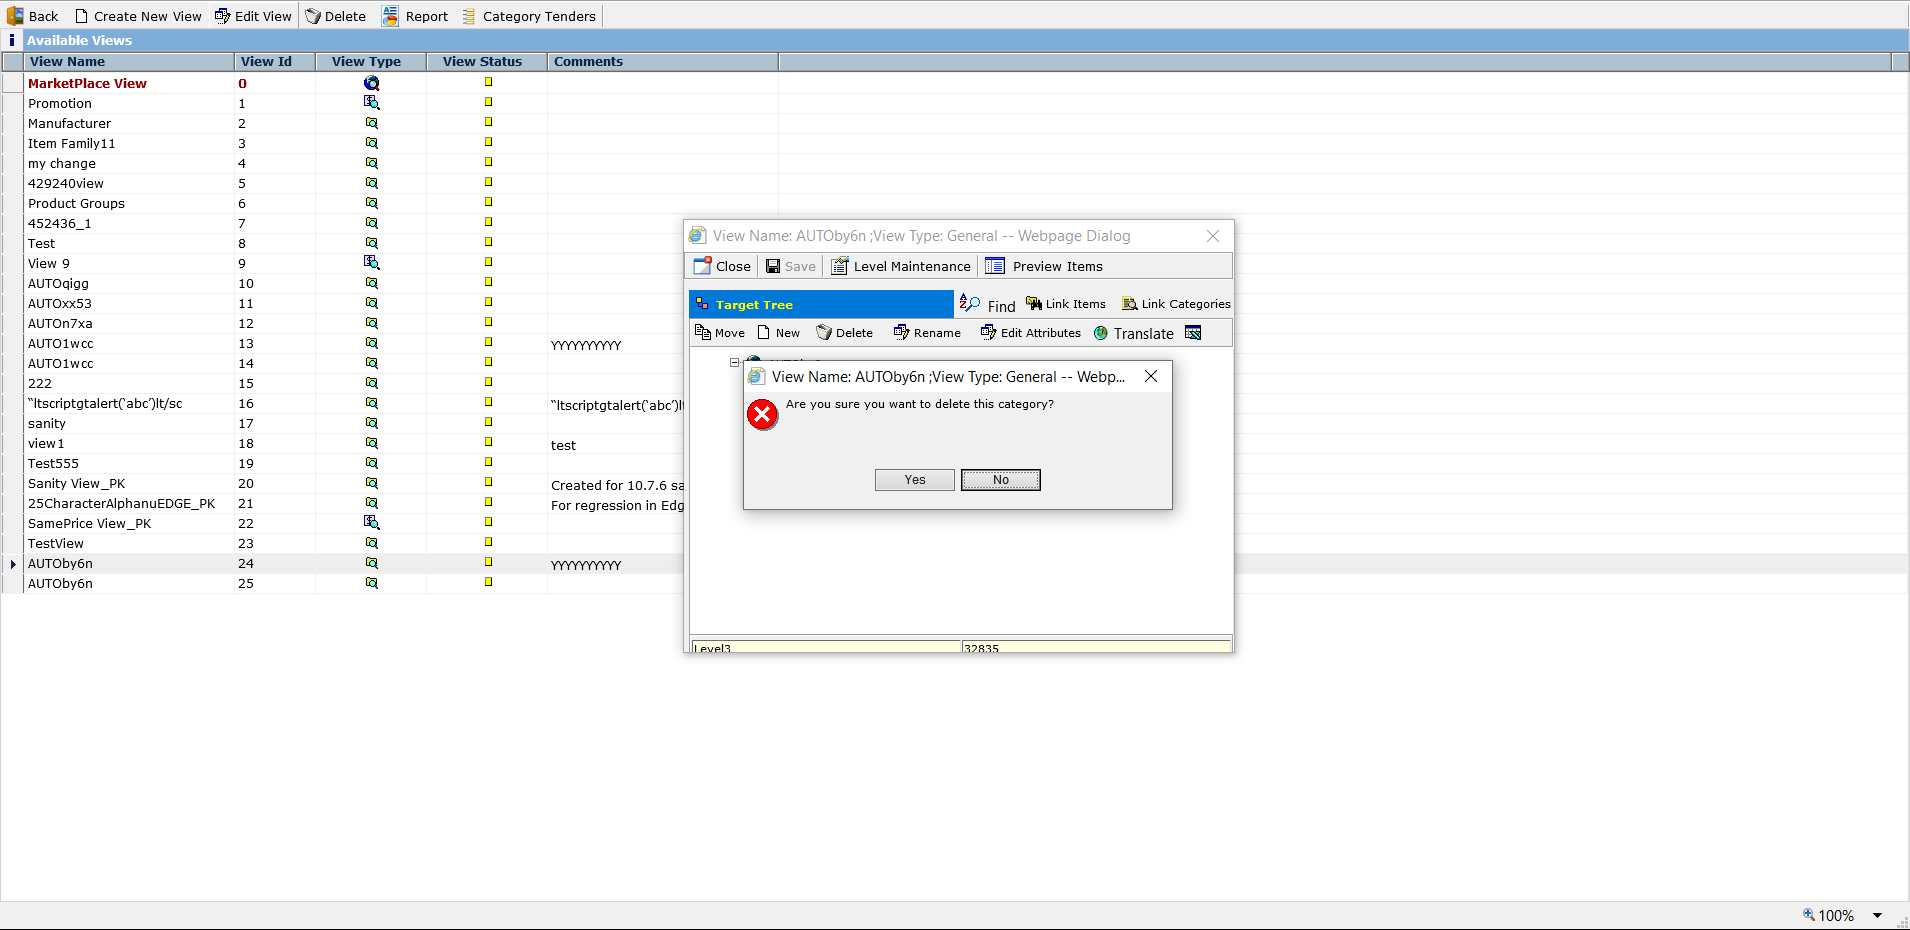 Back Create New View Edit View Delete Report Category Tenders
i Available Views
View Name View Id View Type View Status Comments
MarketPlace View 0
Promotion 1
Manufacturer 2
Item Family11 3
my change 4
429240view 5
Product Groups 6
452436_1 7
Test 8
View 9 9
AUTOqigg 10
AUTOxx53 11
AUTOn7xa 12
AUTO1wcc 13 YYYYYYYYYY
AUTO1wcc 14
222 15
“ltscriptgtalert(‘abc’)lt/sc 16 “ltscriptgtalert(‘abc’)lt
sanity 17
view1 18 test
Test555 19
Sanity View_PK 20 Created for 10.7.6 sa
25CharacterAlphanuEDGE_PK 21 For regression in Edg
SamePrice View_PK 22
TestView 23
AUTOby6n 24 YYYYYYYYYY
AUTOby6n 25
View Name: AUTOby6n ;View Type: General -- Webpage Dialog
Close Save Level Maintenance Preview Items
Target Tree Find Link Items Link Categories
Move New Delete Rename Edit Attributes Translate
View Name: AUTOby6n ;View Type: General -- Webp...
Are you sure you want to delete this category?
Yes No
Level3 32835
100%